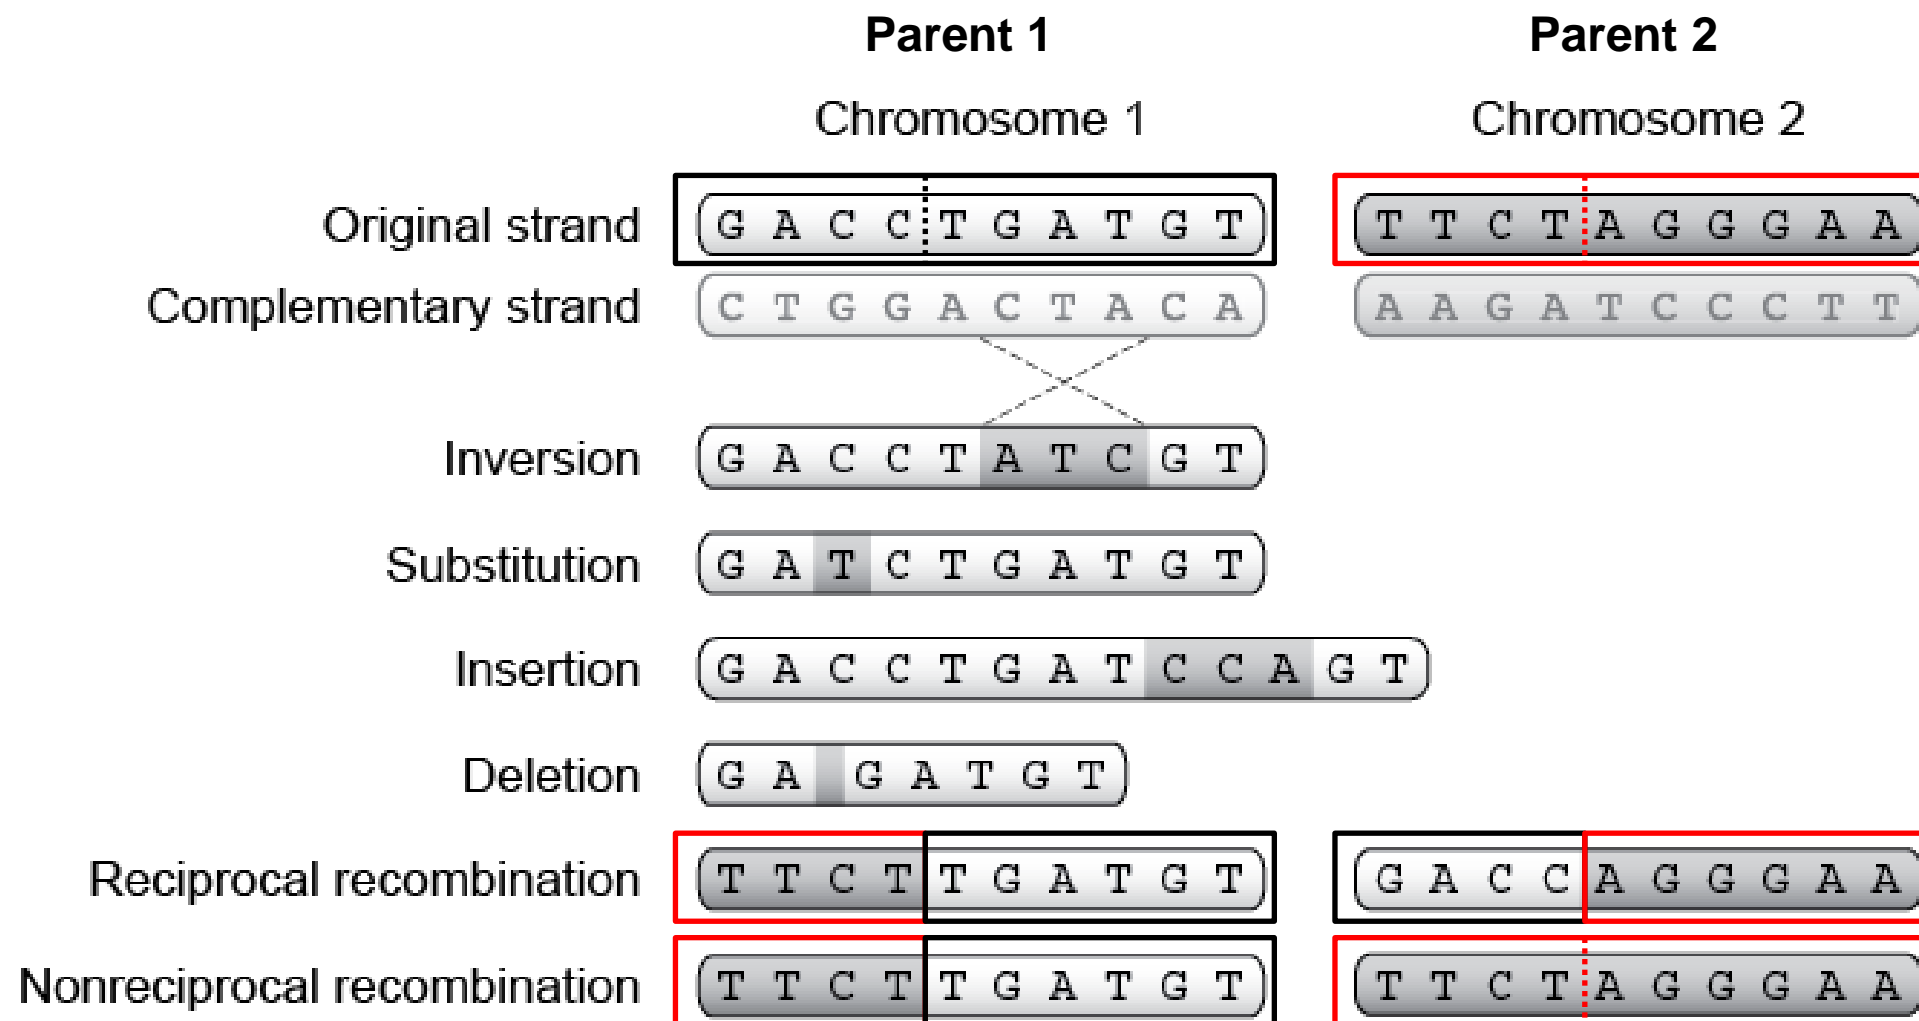 Parent 1 Parent 2
Chromosome 1 Chromosome 2
Original strand G A C C T G A T G T T T C T A G G G A A
Complementary strand C T G G A C T A C A A A G A T C C C T T
Inversion G A C C T A T C G T
Substitution G A T C T G A T G T
Insertion G A C C T G A T C C A G T
Deletion G A G A T G T
Reciprocal recombination T T C T T G A T G T G A C C A G G G A A
Nonreciprocal recombination T T C T T G A T G T T T C T A G G G A A